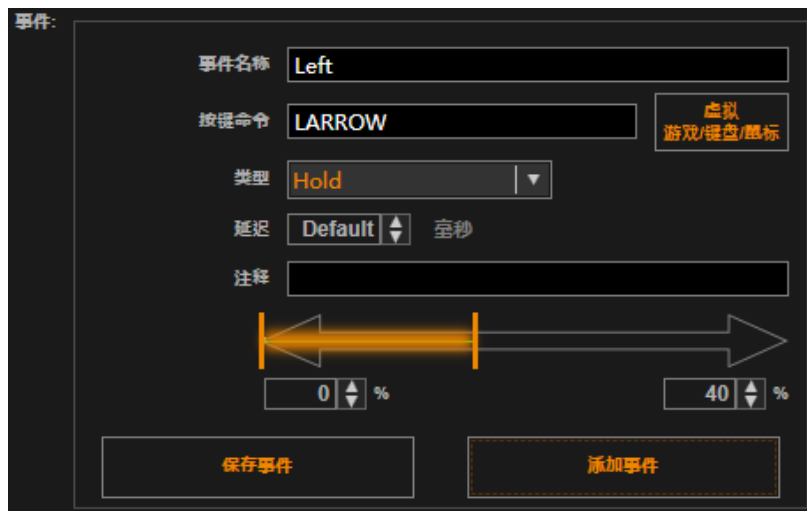 事件:
事件名称 Left
按键命令 LARROW
虚拟
游戏/键盘/鼠标
类型 Hold
延迟 Default 毫秒
注释
0 % 40 %
保存事件 添加事件